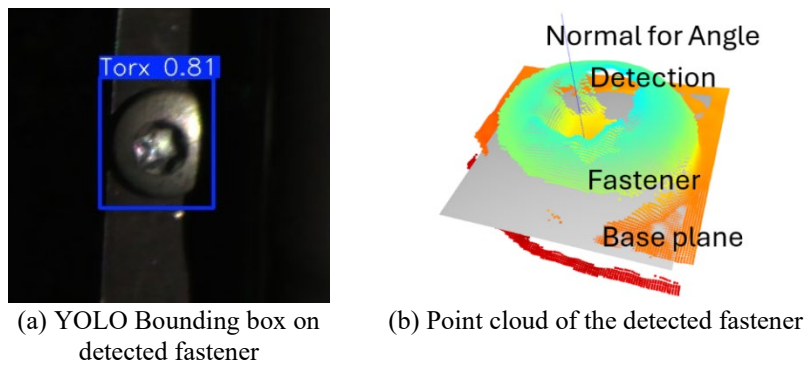 Torx 0.81
Normal for Angle
Detection
Fastener
Base plane
(a) YOLO Bounding box on
detected fastener
(b) Point cloud of the detected fastener